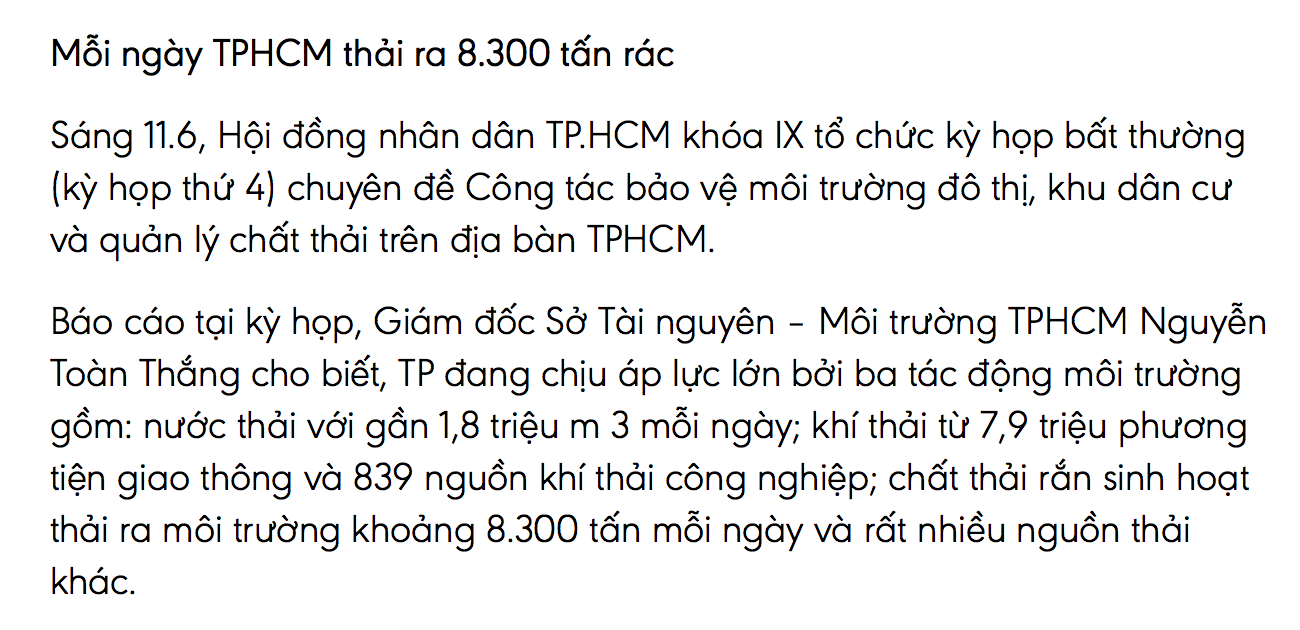 Mỗi ngày TPHCM thải ra 8.300 tấn rác
Sáng 11.6, Hội đồng nhân dân TP.HCM khóa IX tổ chức kỳ họp bất thường
(kỳ họp thứ 4) chuyên đề Công tác bảo vệ môi trường đô thị, khu dân cư
và quản lý chất thải trên địa bàn TPHCM.
Báo cáo tại kỳ họp, Giám đốc Sở Tài nguyên – Môi trường TPHCM Nguyễn
Toàn Thắng cho biết, TP đang chịu áp lực lớn bởi ba tác động môi trường
gồm: nước thải với gần 1,8 triệu m 3 mỗi ngày; khí thải từ 7,9 triệu phương
tiện giao thông và 839 nguồn khí thải công nghiệp; chất thải rắn sinh hoạt
thải ra môi trường khoảng 8.300 tấn mỗi ngày và rất nhiều nguồn thải
khác.